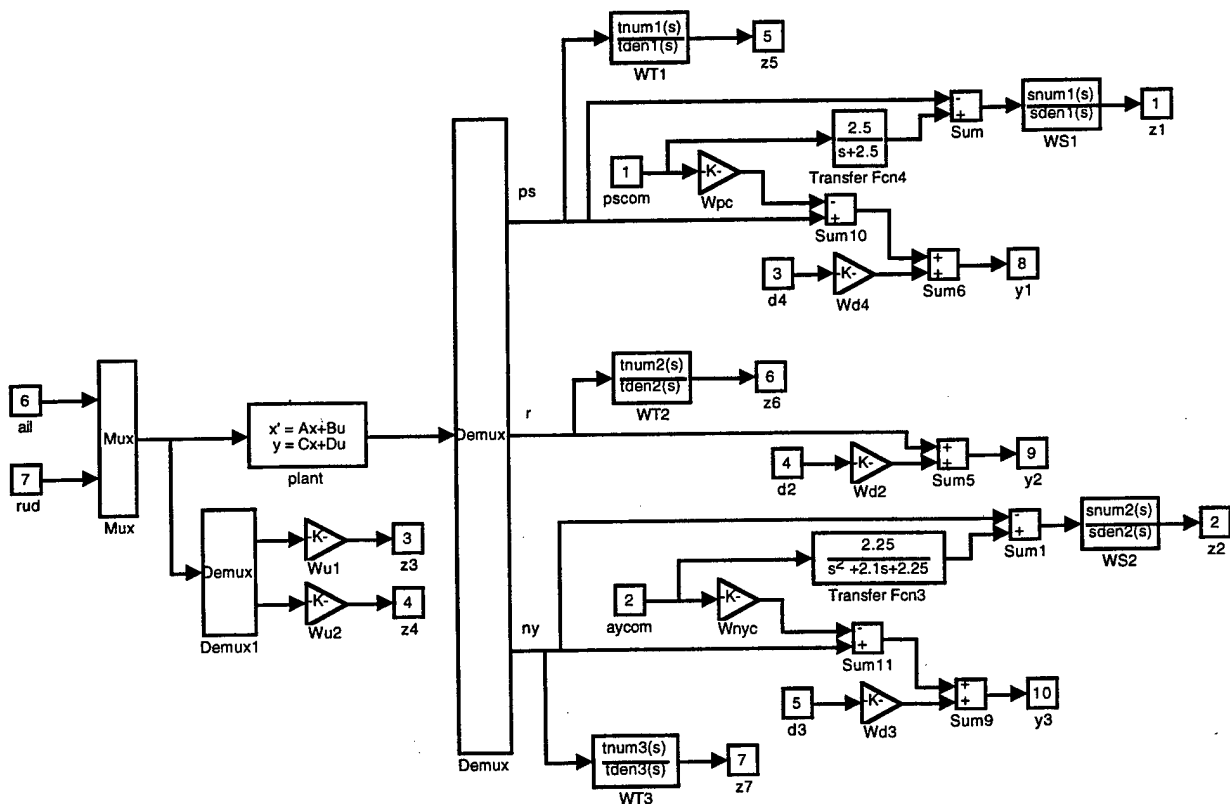 tnum1(s)
tden1(s)
WT1
5
z5
ps
1
pscom
-K-
Wpc
2.5
s+2.5
Transfer Fcn4
-
+
Sum
snum1(s)
sden1(s)
WS1
1
z1
-
+
Sum10
3
d4
-K-
Wd4
+
+
Sum6
8
y1
6
ail
7
rud
Mux
Mux
x' = Ax+Bu
y = Cx+Du
plant
Demux
Demux
Demux
Demux1
-K-
Wu1
3
z3
-K-
Wu2
4
z4
r
tnum2(s)
tden2(s)
WT2
6
z6
4
d2
-K-
Wd2
+
+
Sum5
9
y2
ny
2
aycom
-K-
Wnyc
2.25
s² +2.1s+2.25
Transfer Fcn3
-
+
Sum1
snum2(s)
sden2(s)
WS2
2
z2
-
+
Sum11
5
d3
-K-
Wd3
+
+
Sum9
10
y3
tnum3(s)
tden3(s)
WT3
7
z7